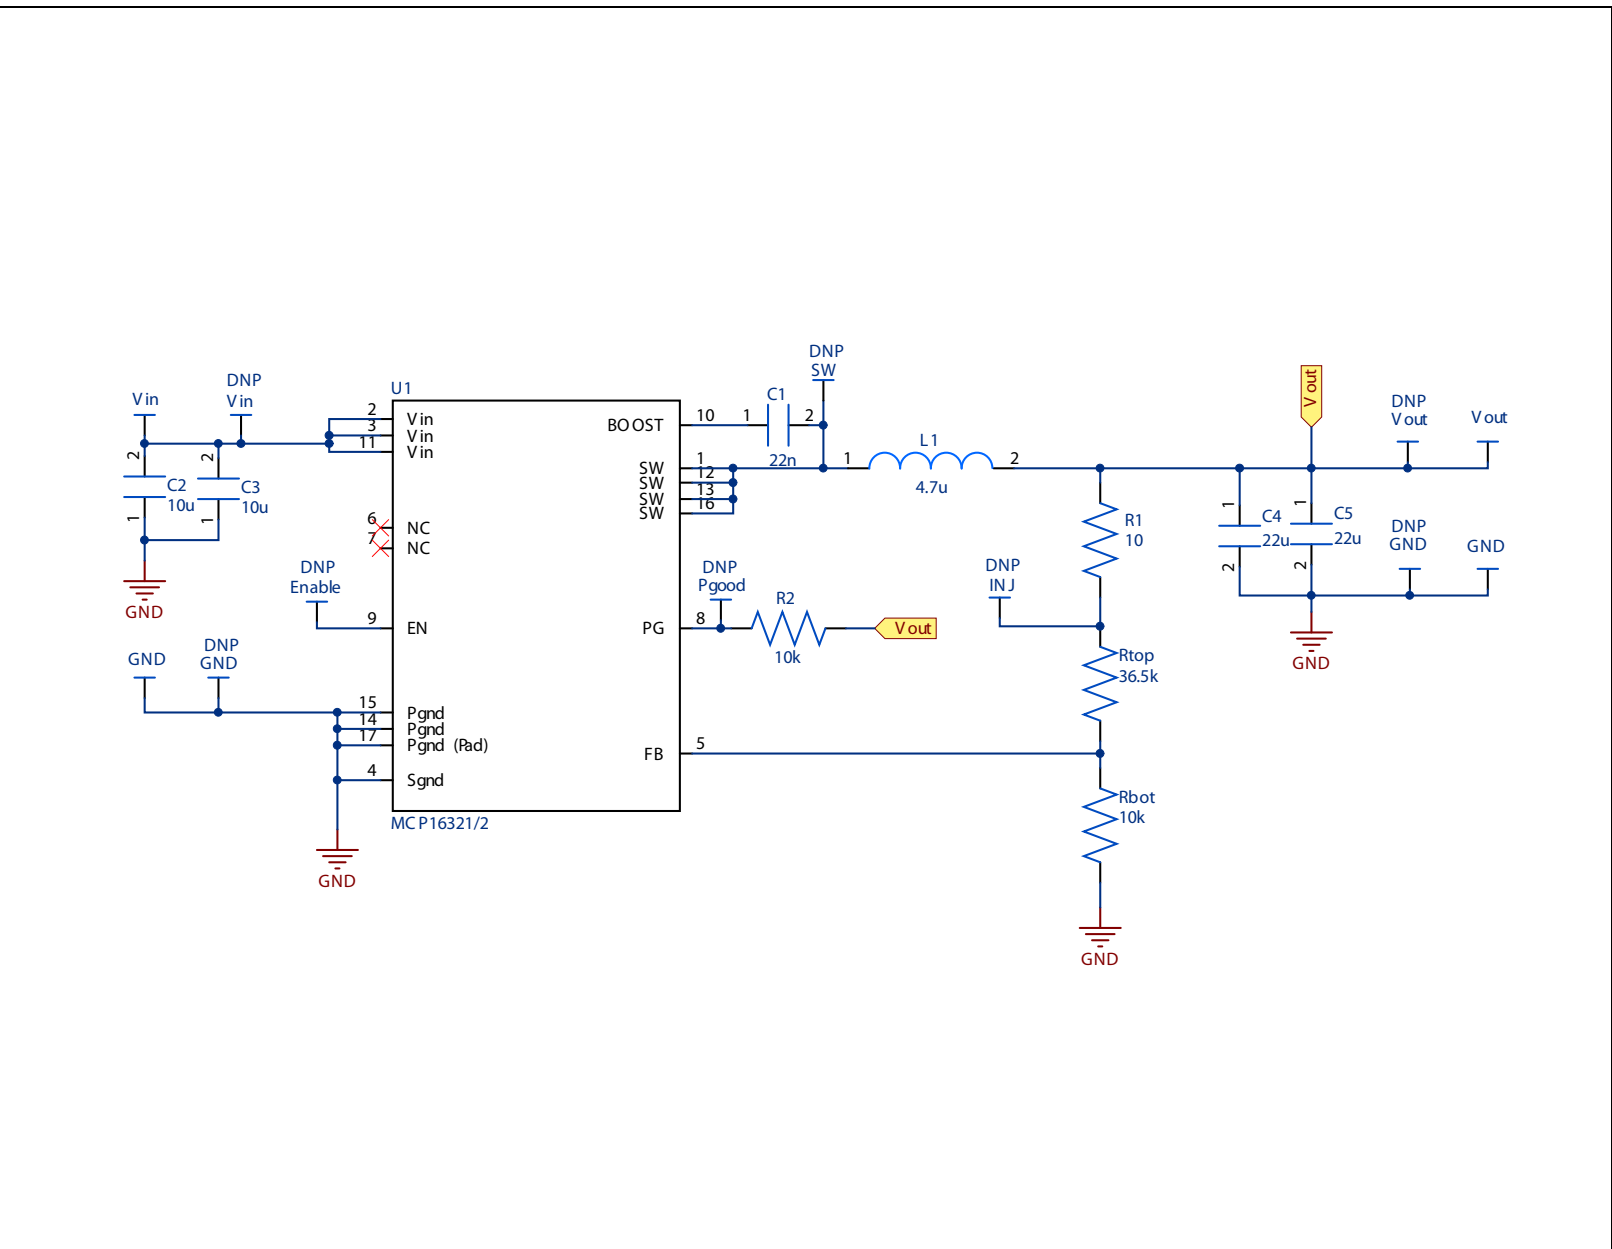 DNP
SW
Vin
DNP
Vin
2
1
C2
10u
2
1
C3
10u
GND
U1
2
Vin
3
Vin
11
Vin
6
NC
7
NC
DNP
Enable
9
EN
GND
DNP
GND
15
Pgnd
14
Pgnd
17
Pgnd (Pad)
4
Sgnd
MCP16321/2
GND
BOOST
10
1
C1
2
22n
SW
1
SW
12
SW
13
SW
16
1
L1
2
4.7u
DNP
Pgood
PG
8
R2
10k
Vout
FB
5
R1
10
DNP
INJ
Rtop
36.5k
Rbot
10k
GND
Vout
DNP
Vout
Vout
1
C4
22u
2
1
C5
22u
2
DNP
GND
GND
GND